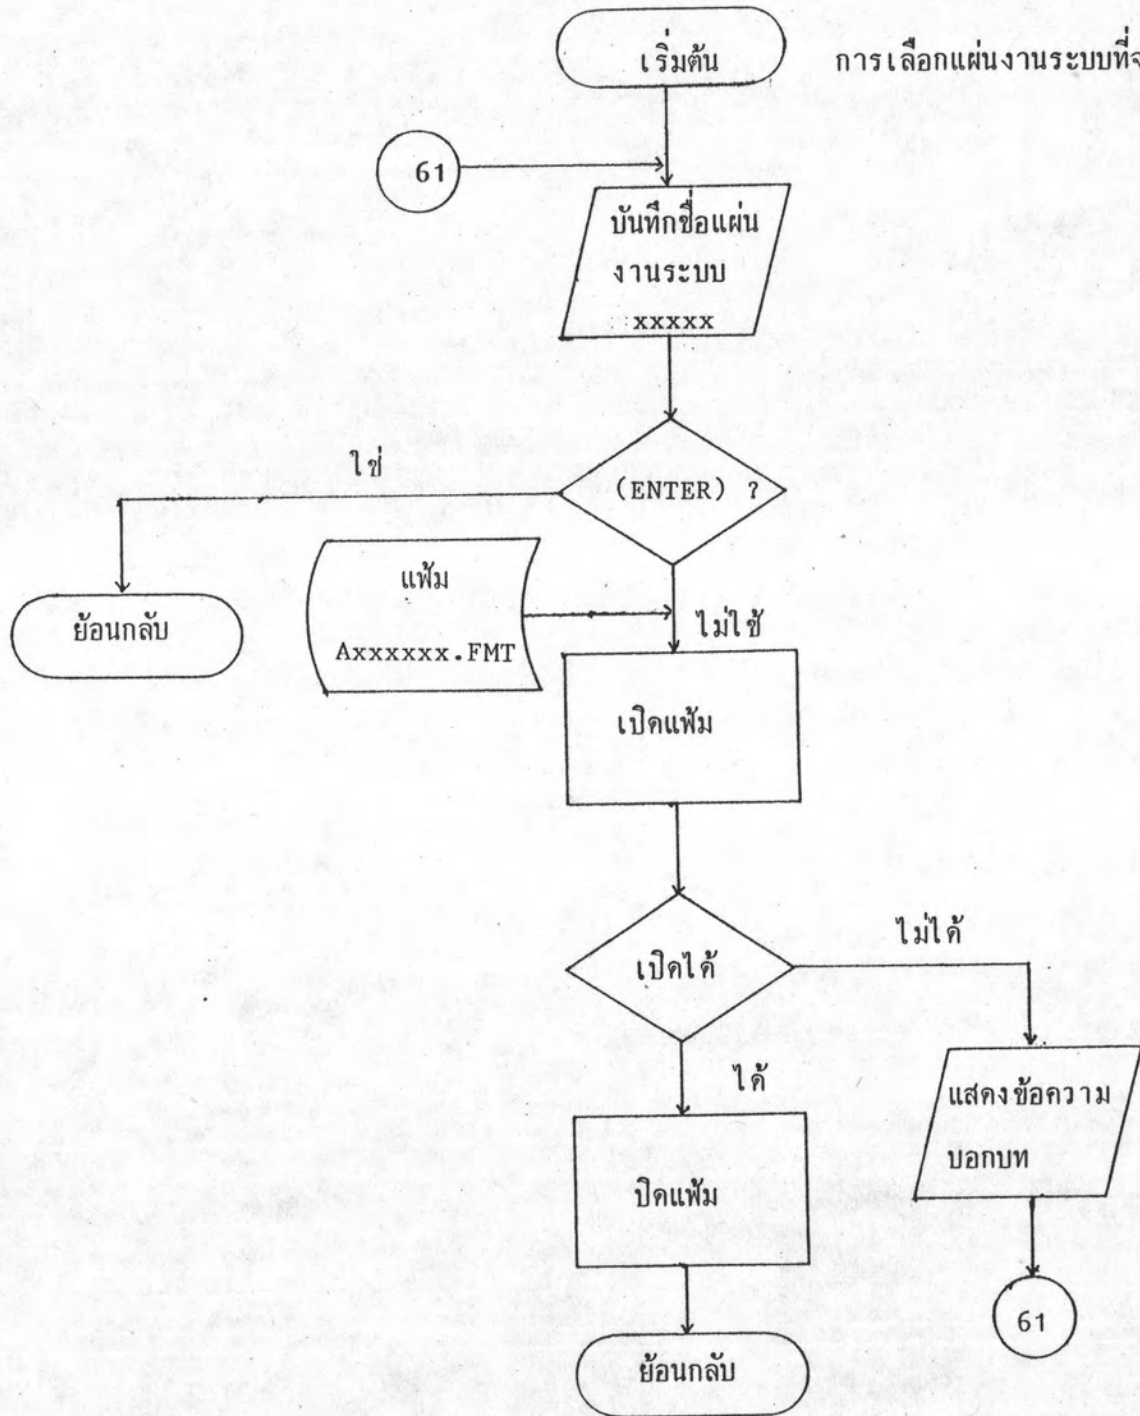 เริ่มต้น
การเลือกแผ่นงานระบบที่จ
61
บันทึกชื่อแผ่น
งานระบบ
xxxxx
ใช่
(ENTER) ?
แฟ้ม
Axxxxxx.FMT
ย้อนกลับ
ไม่ใช้
เปิดแฟ้ม
เปิดได้
ไม่ได้
ได้
แสดงข้อความ
บอกบท
ปิดแฟ้ม
61
ย้อนกลับ